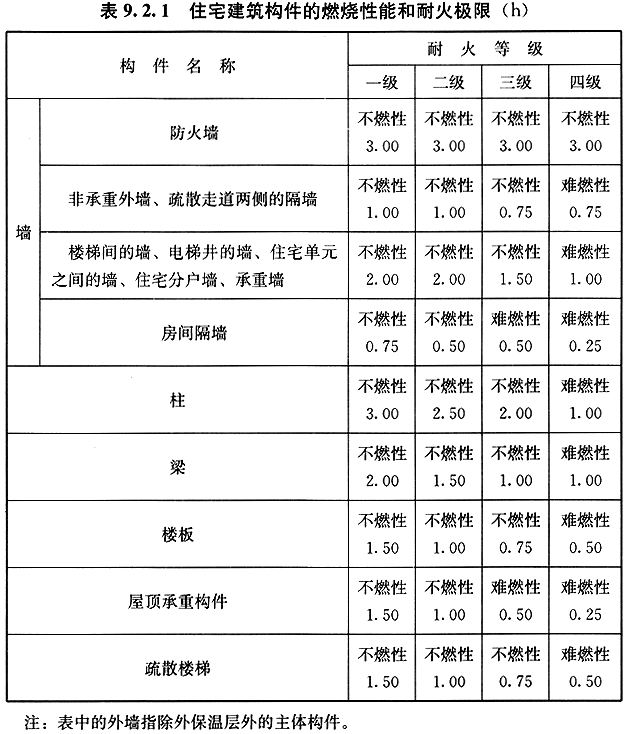 表 9.2.1 住宅建筑构件的燃烧性能和耐火极限（h）
构 件 名 称
耐 火 等 级
一级 二级 三级 四级
墙
防火墙
不燃性 不燃性 不燃性 不燃性
3.00 3.00 3.00 3.00
非承重外墙、疏散走道两侧的隔墙
不燃性 不燃性 不燃性 难燃性
1.00 1.00 0.75 0.75
楼梯间的墙、电梯井的墙、住宅单元
之间的墙、住宅分户墙、承重墙
不燃性 不燃性 不燃性 难燃性
2.00 2.00 1.50 1.00
房间隔墙
不燃性 不燃性 难燃性 难燃性
0.75 0.50 0.50 0.25
柱
不燃性 不燃性 不燃性 难燃性
3.00 2.50 2.00 1.00
梁
不燃性 不燃性 不燃性 难燃性
2.00 1.50 1.00 1.00
楼板
不燃性 不燃性 不燃性 难燃性
1.50 1.00 0.75 0.50
屋顶承重构件
不燃性 不燃性 难燃性 难燃性
1.50 1.00 0.50 0.25
疏散楼梯
不燃性 不燃性 不燃性 难燃性
1.50 1.00 0.75 0.50
注：表中的外墙指除外保温层外的主体构件。